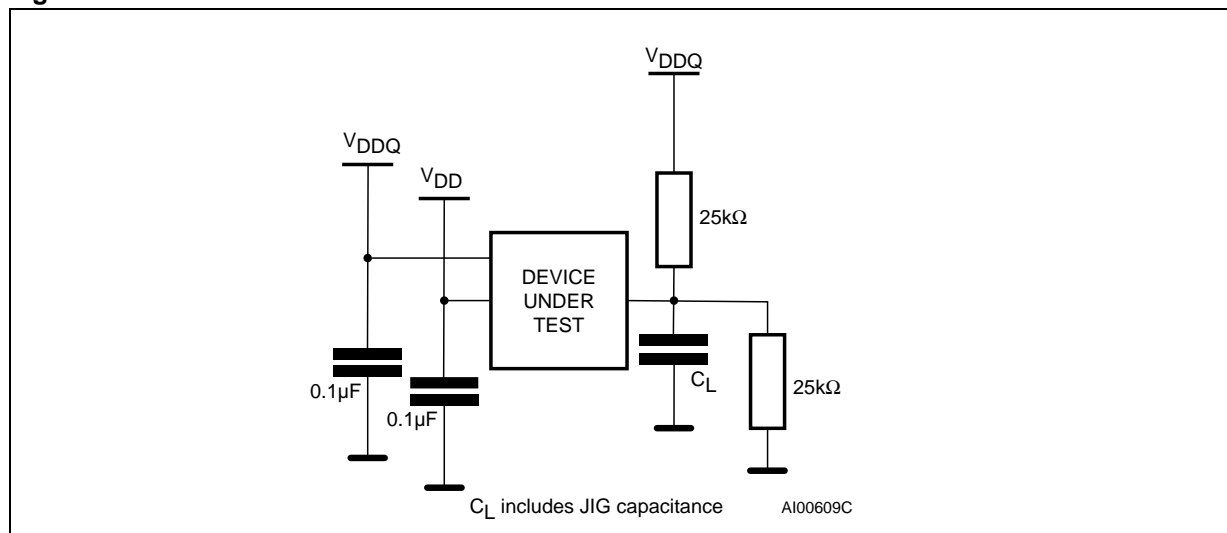 VDDQ
VDDQ
VDD
25kΩ
DEVICE
UNDER
TEST
0.1µF
0.1µF
CL
25kΩ
CL includes JIG capacitance
AI00609C